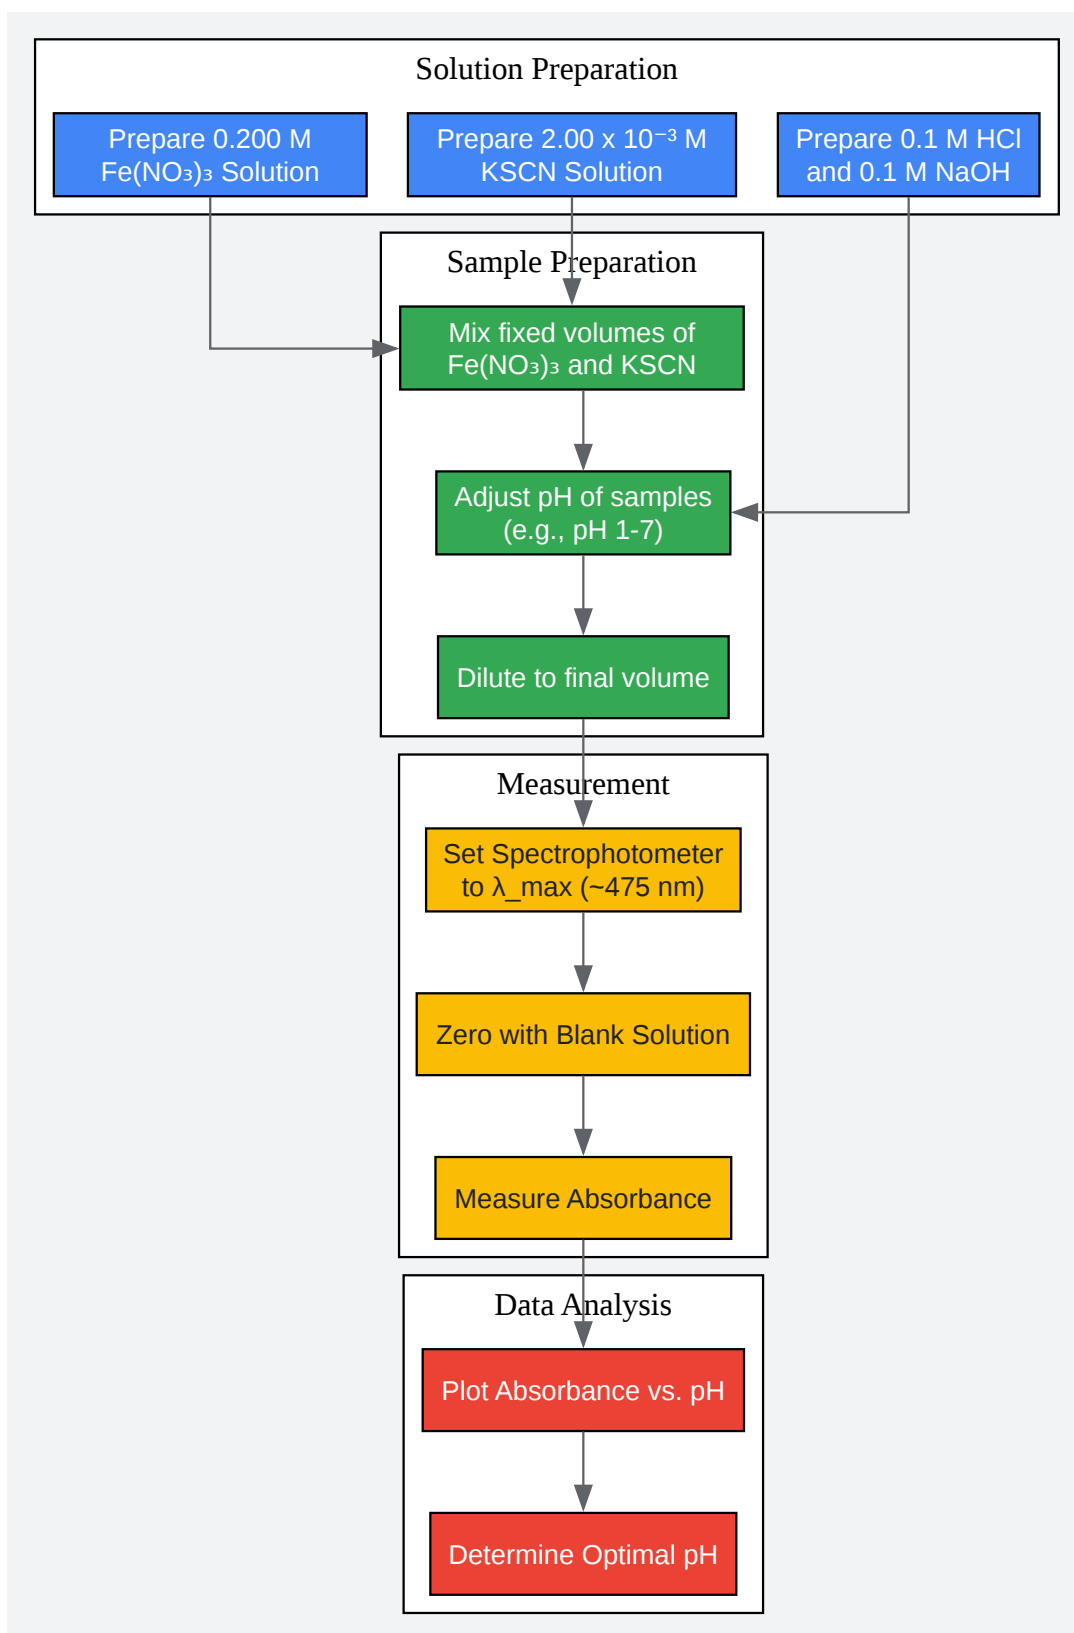 Solution Preparation
Prepare 0.200 M
Fe(NO₃)₃ Solution
Prepare 2.00 x 10⁻³ M
KSCN Solution
Prepare 0.1 M HCl
and 0.1 M NaOH
Sample Preparation
Mix fixed volumes of
Fe(NO₃)₃ and KSCN
Adjust pH of samples
(e.g., pH 1-7)
Dilute to final volume
Measurement
Set Spectrophotometer
to λ_max (~475 nm)
Zero with Blank Solution
Measure Absorbance
Data Analysis
Plot Absorbance vs. pH
Determine Optimal pH